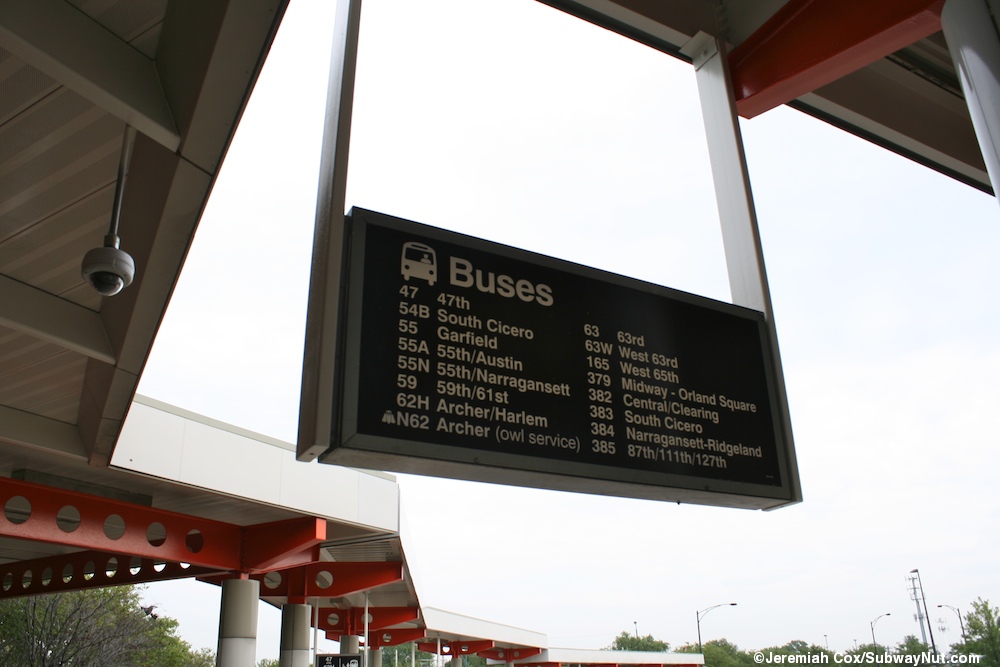 Buses
47 47th
54B South Cicero
55 Garfield
55A 55th/Austin
55N 55th/Narragansett
59 59th/61st
62H Archer/Harlem
N62 Archer (owl service)
63 63rd
63W West 63rd
165 West 65th
379 Midway - Orland Square
382 Central/Clearing
383 South Cicero
384 Narragansett-Ridgeland
385 87th/111th/127th
©Jeremiah Cox/SubwayNut.com